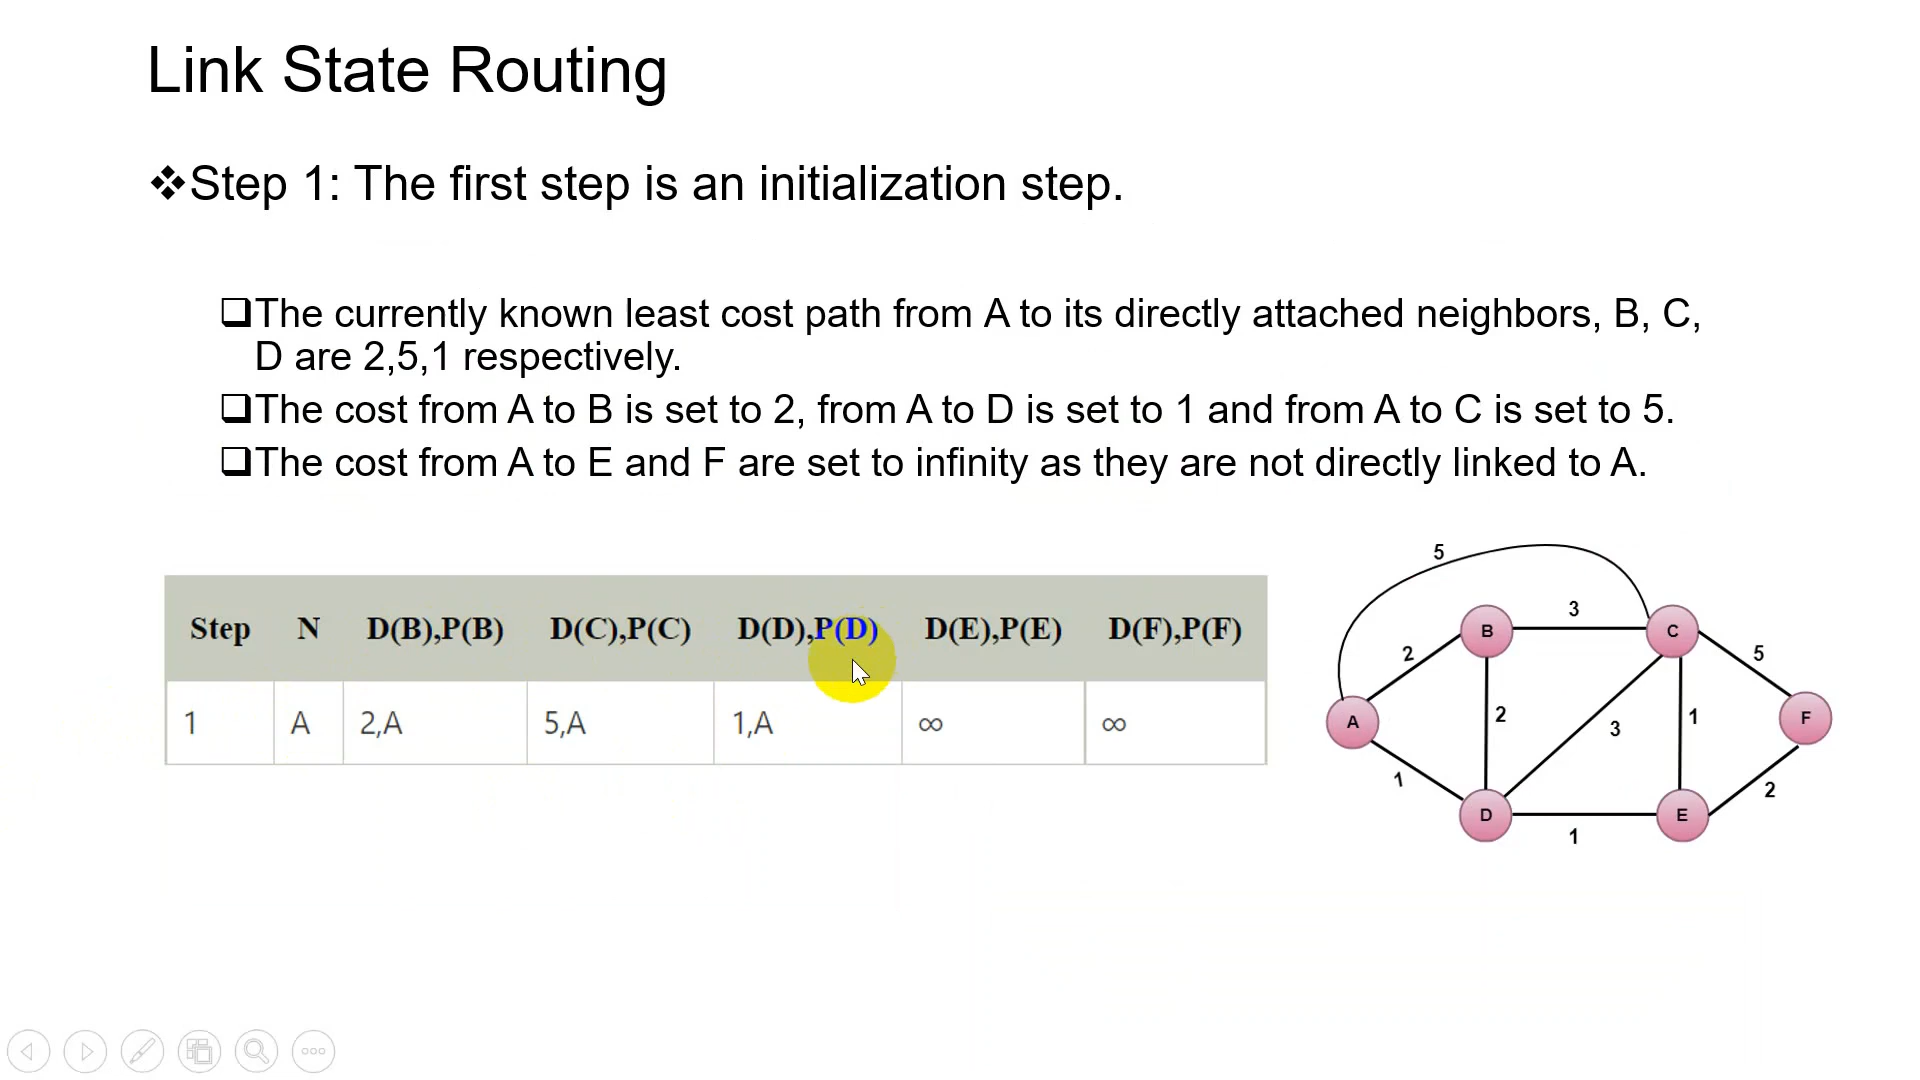 Link State Routing
❖Step 1: The first step is an initialization step.
❑The currently known least cost path from A to its directly attached neighbors, B, C,
D are 2,5,1 respectively.
❑The cost from A to B is set to 2, from A to D is set to 1 and from A to C is set to 5.
❑The cost from A to E and F are set to infinity as they are not directly linked to A.
Step N D(B),P(B) D(C),P(C) D(D),P(D) D(E),P(E) D(F),P(F)
1 A 2,A 5,A 1,A ∞ ∞
5
3
B C
2 5
2 3 1
A F
1 2
D E
1